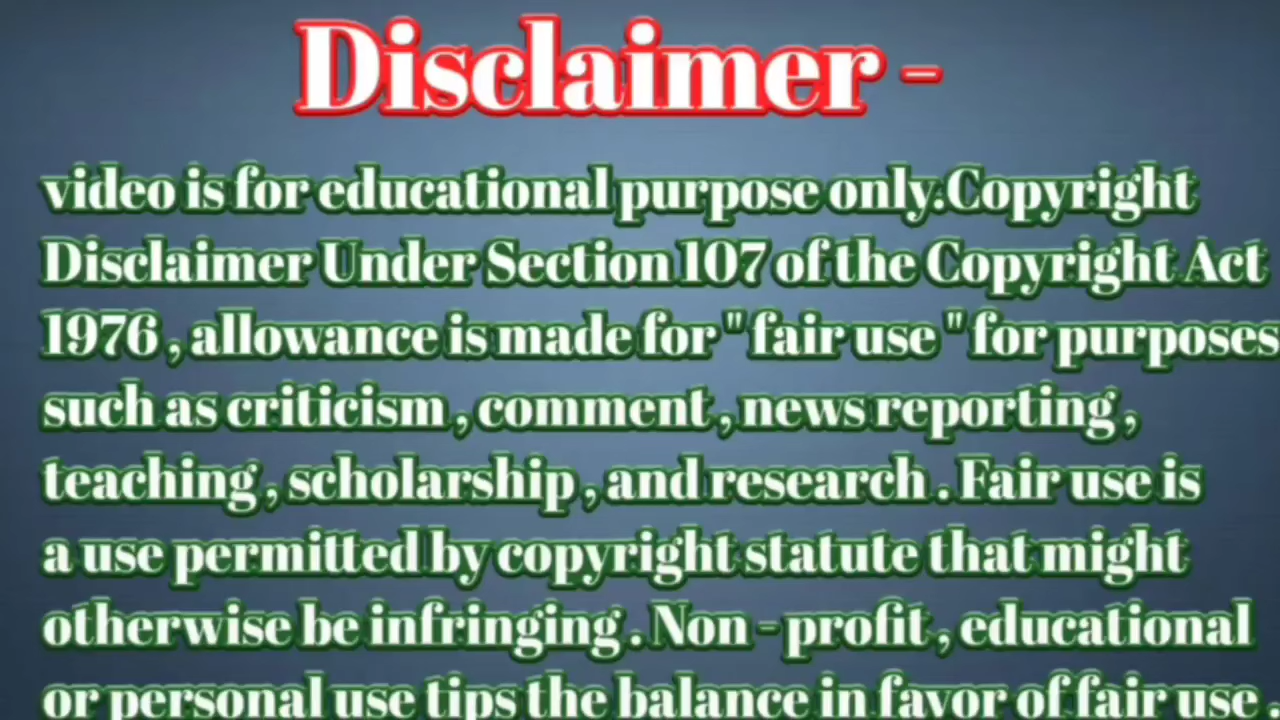 Disclaimer -
video is for educational purpose only.Copyright
Disclaimer Under Section 107 of the Copyright Act
1976 , allowance is made for " fair use " for purposes
such as criticism , comment , news reporting ,
teaching , scholarship , and research . Fair use is
a use permitted by copyright statute that might
otherwise be infringing . Non - profit , educational
or personal use tips the balance in favor of fair use .